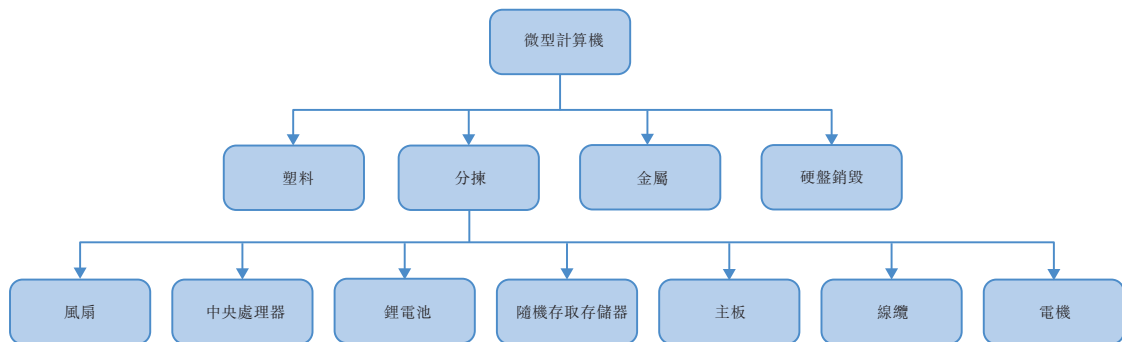 微型計算機
塑料
分揀
金屬
硬盤銷毀
風扇
中央處理器
鋰電池
隨機存取存儲器
主板
線纜
電機